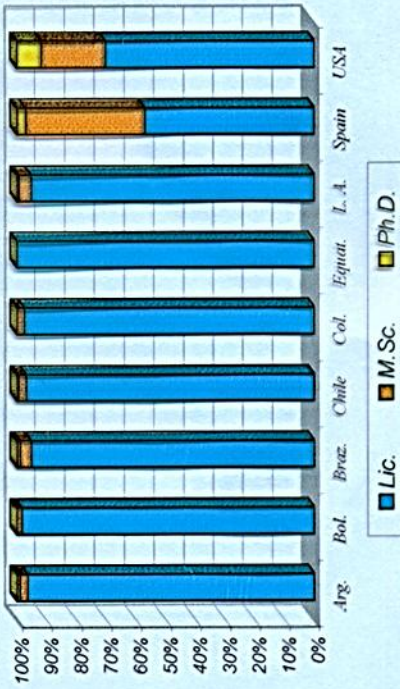 100%
90%
80%
70%
60%
50%
40%
30%
20%
10%
0%
Arg.
Bol.
Braz.
Chile
Col.
Equat.
L. A.
Spain
USA
Lic. M.Sc. Ph.D.